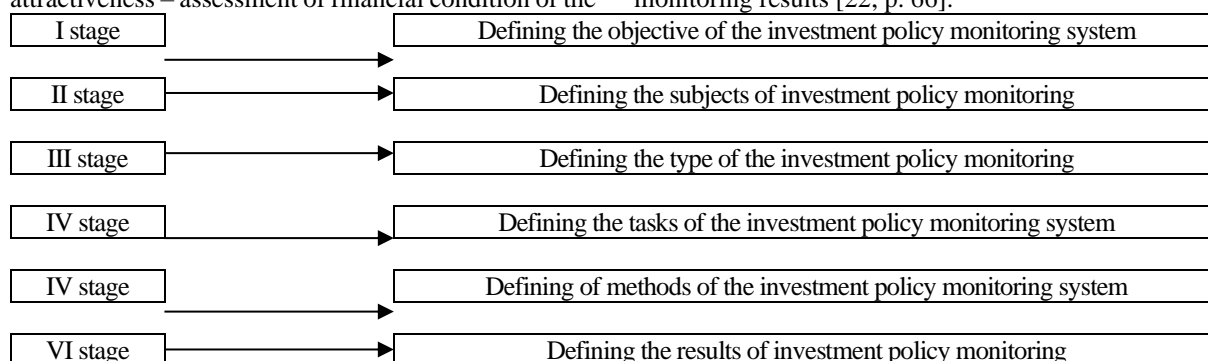 attractiveness – assessment of financial condition of the monitoring results [22, p. 66].
I stage Defining the objective of the investment policy monitoring system
II stage Defining the subjects of investment policy monitoring
III stage Defining the type of the investment policy monitoring
IV stage Defining the tasks of the investment policy monitoring system
IV stage Defining of methods of the investment policy monitoring system
VI stage Defining the results of investment policy monitoring